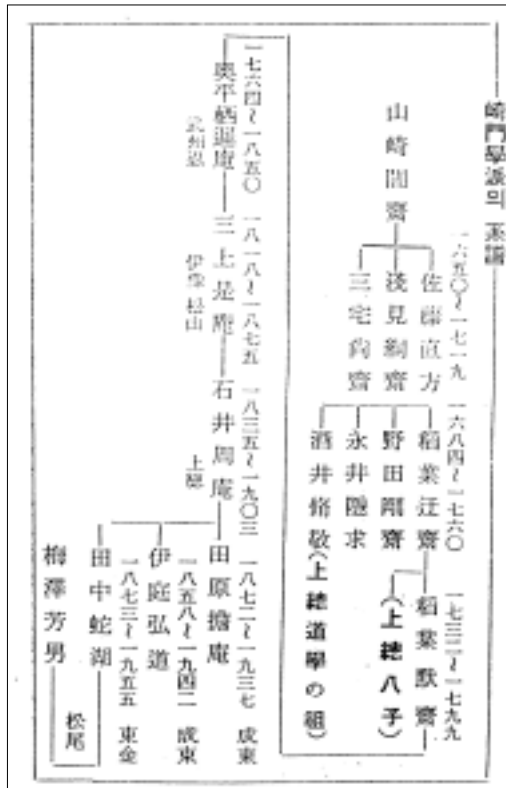 崎門學派의 系譜
山崎闇齋
一六五〇~一七一九
佐藤直方
淺見絅齋
三宅尙齋
一六八四~一七六〇
稻葉迂齋
野田剛齋
永井隱求
酒井脩敬(上總道學の祖)
一七三二~一七九九
稻葉默齋
(上總八子)
一七六四~一八五〇
奥平栖遲庵
武州忍
一八一八~一八七五
三上是庵
伊豫松山
一八三五~一九〇三
石井周庵
上總
一八七二~一九三七 成東
田原擔庵
一八五八~一九四二 成東
伊庭弘道
一八七三~一九五五 東金
田中蛇湖
松尾
梅澤芳男